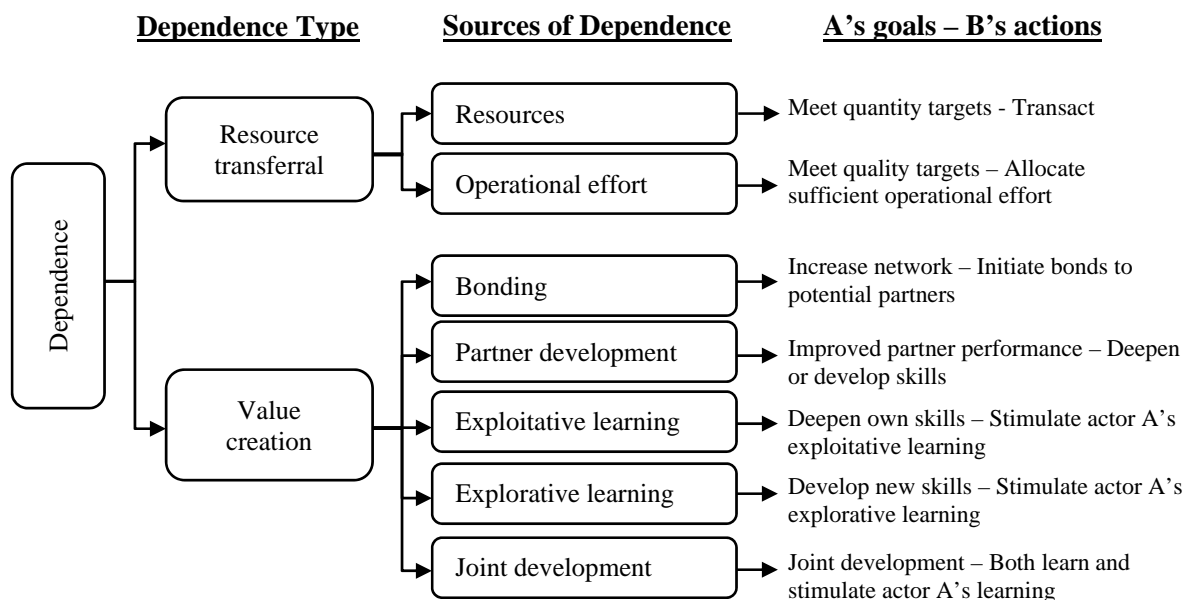 Dependence Type
Sources of Dependence
A's goals – B's actions
Dependence
Resource
transferral
Resources
Meet quantity targets - Transact
Operational effort
Meet quality targets – Allocate
sufficient operational effort
Value
creation
Bonding
Increase network – Initiate bonds to
potential partners
Partner development
Improved partner performance – Deepen
or develop skills
Exploitative learning
Deepen own skills – Stimulate actor A's
exploitative learning
Explorative learning
Develop new skills – Stimulate actor A's
explorative learning
Joint development
Joint development – Both learn and
stimulate actor A's learning